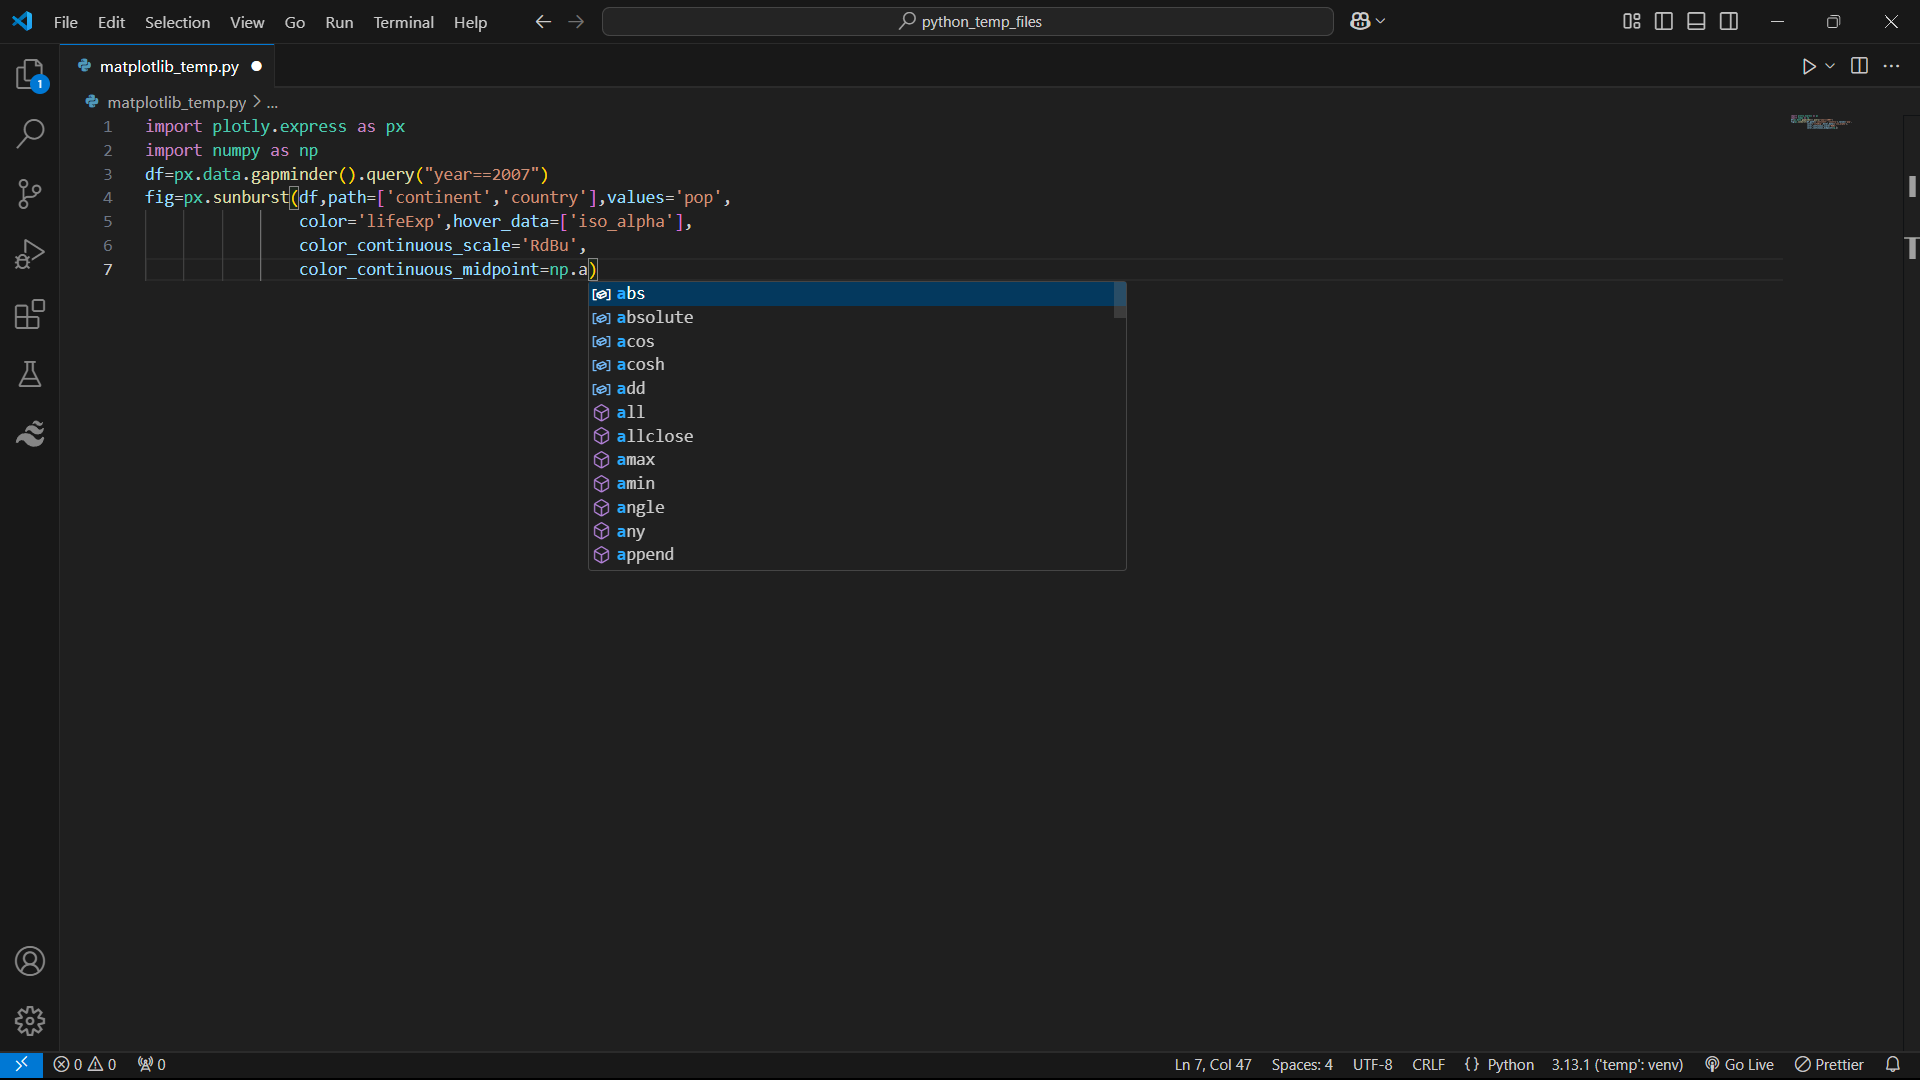 File Edit Selection View Go Run Terminal Help python_temp_files
1
matplotlib_temp.py
matplotlib_temp.py > ...
1 import plotly.express as px
2 import numpy as np
3 df=px.data.gapminder().query("year==2007")
4 fig=px.sunburst(df,path=['continent','country'],values='pop',
5 color='lifeExp',hover_data=['iso_alpha'],
6 color_continuous_scale='RdBu',
7 color_continuous_midpoint=np.a)
abs
absolute
acos
acosh
add
all
allclose
amax
amin
angle
any
append
0 0 0 Ln 7, Col 47 Spaces: 4 UTF-8 CRLF {} Python 3.13.1 ('temp': venv) Go Live Prettier